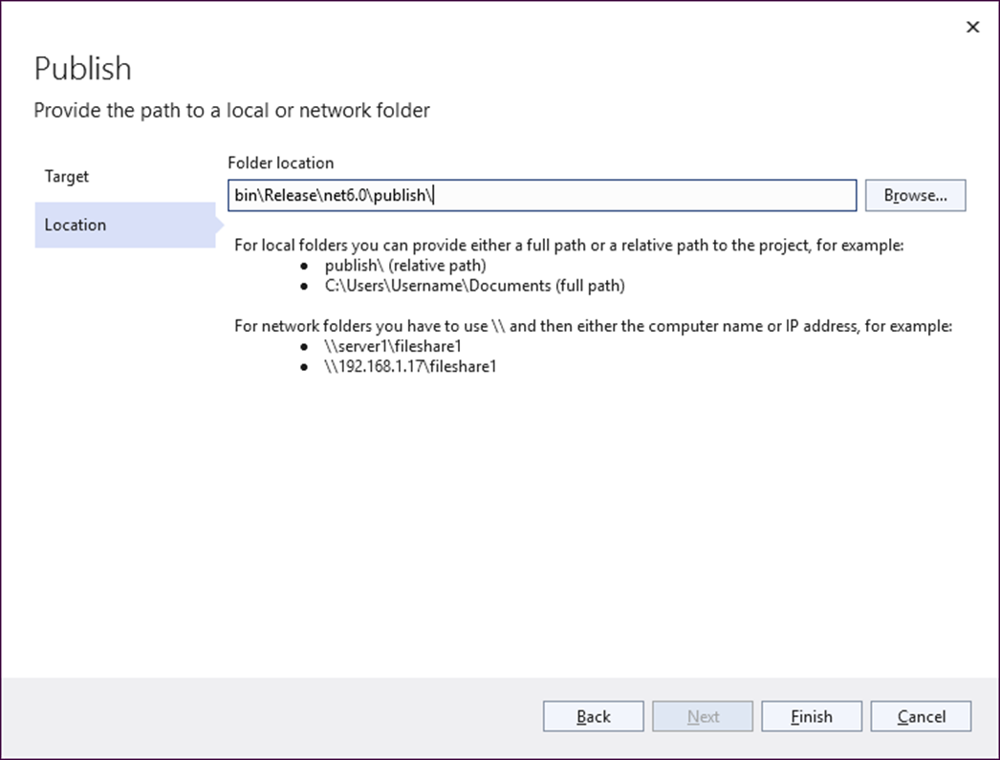 Publish
Provide the path to a local or network folder
Target
Location
Folder location
bin\Release\net6.0\publish\
Browse...
For local folders you can provide either a full path or a relative path to the project, for example:
● publish\ (relative path)
● C:\Users\Username\Documents (full path)
For network folders you have to use \\ and then either the computer name or IP address, for example:
● \\server1\fileshare1
● \\192.168.1.17\fileshare1
Back
Next
Finish
Cancel